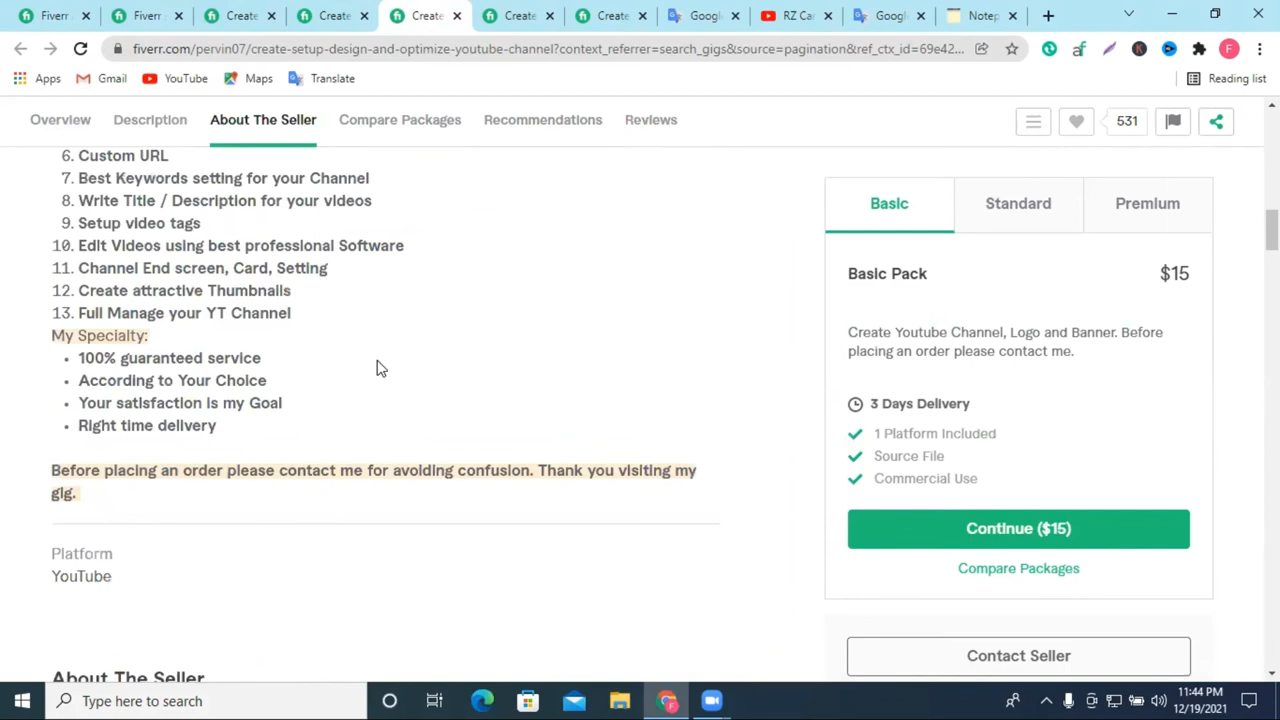 Fiverr
Fiverr
Create
Create
Create
Create
Create
Google
RZ Car
Google
Notep
fiverr.com/pervin07/create-setup-design-and-optimize-youtube-channel?context_referrer=search_gigs&source=pagination&ref_ctx_id=69e42...
Apps
Gmail
YouTube
Maps
Translate
Reading list
Overview
Description
About The Seller
Compare Packages
Recommendations
Reviews
531
6. Custom URL
7. Best Keywords setting for your Channel
8. Write Title / Description for your videos
9. Setup video tags
10. Edit Videos using best professional Software
11. Channel End screen, Card, Setting
12. Create attractive Thumbnails
13. Full Manage your YT Channel
My Specialty:
• 100% guaranteed service
• According to Your Choice
• Your satisfaction is my Goal
• Right time delivery
Before placing an order please contact me for avoiding confusion. Thank you visiting my
gig.
Platform
YouTube
About The Seller
Basic
Standard
Premium
Basic Pack
$15
Create Youtube Channel, Logo and Banner. Before
placing an order please contact me.
3 Days Delivery
1 Platform Included
Source File
Commercial Use
Continue ($15)
Compare Packages
Contact Seller
Type here to search
11:44 PM
12/19/2021